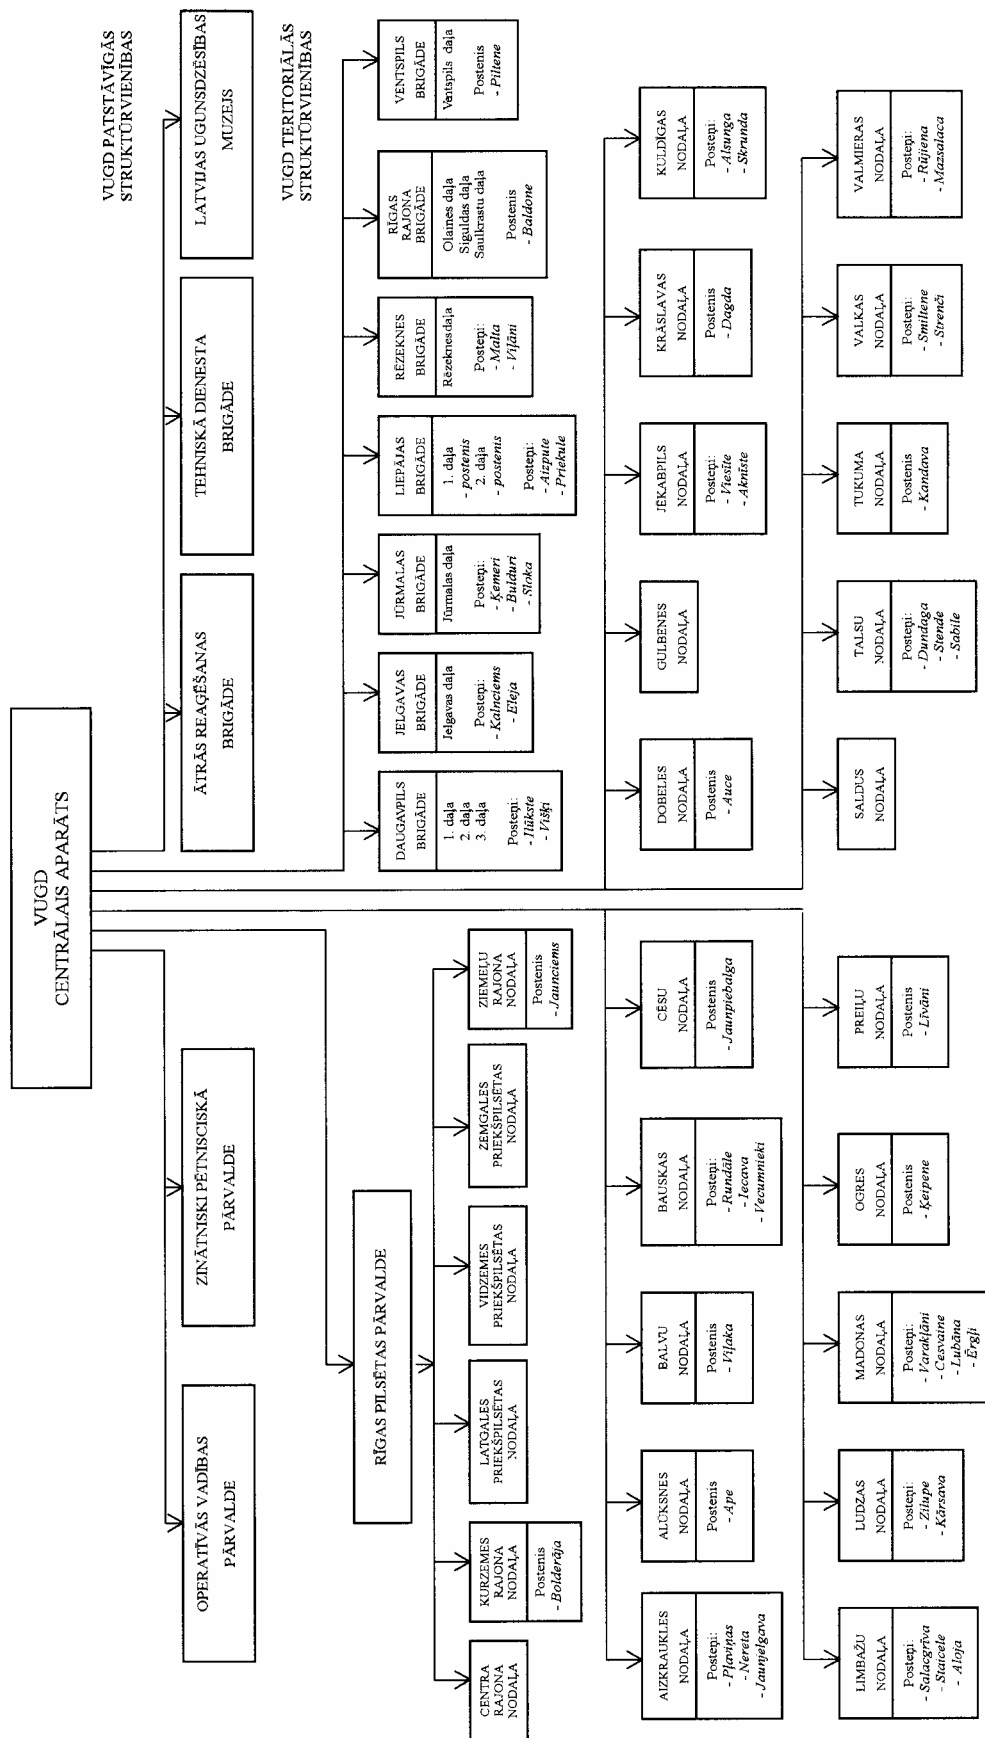 VUGD
CENTRĀLAIS APARĀTS
VUGD PATSTĀVĪGĀS
STRUKTŪRVIENĪBAS
OPERATĪVĀS VADĪBAS
PĀRVALDE
ZINĀTNISKI PĒTNISCISKĀ
PĀRVALDE
ĀTRĀS REAĢĒŠANAS
BRIGĀDE
TEHNISKĀ DIENESTA
BRIGĀDE
LATVIJAS UGUNSDZĒSĪBAS
MUZEJS
VUGD TERITORIĀLĀS
STRUKTŪRVIENĪBAS
RĪGAS PILSĒTAS PĀRVALDE
DAUGAVPILS
BRIGĀDE
1. daļa
2. daļa
3. daļa
Posteņi:
- Ilūkste
- Višķi
JELGAVAS
BRIGĀDE
Jelgavas daļa
Posteņi:
- Kalnciems
- Eleja
JŪRMALAS
BRIGĀDE
Jūrmalas daļa
Posteņi:
- Ķemeri
- Bulduri
- Sloka
LIEPĀJAS
BRIGĀDE
1. daļa
- postenis
2. daļa
- postenis
Posteņi:
- Aizpute
- Priekule
RĒZEKNES
BRIGĀDE
Rēzeknes daļa
Posteņi:
- Malta
- Viļāni
RĪGAS
RAJONA
BRIGĀDE
Olaines daļa
Siguldas daļa
Saulkrastu daļa
Postenis
- Baldone
VENTSPILS
BRIGĀDE
Ventspils daļa
Postenis
- Piltene
CENTRA
RAJONA
NODAĻA
KURZEMES
RAJONA
NODAĻA
Postenis
- Bolderāja
LATGALES
PRIEKŠPILSĒTAS
NODAĻA
VIDZEMES
PRIEKŠPILSĒTAS
NODAĻA
ZEMGALES
PRIEKŠPILSĒTAS
NODAĻA
ZIEMEĻU
RAJONA
NODAĻA
Postenis
- Jaunciems
AIZKRAUKLES
NODAĻA
Posteņi:
- Pļaviņas
- Nereta
- Jaunjelgava
ALŪKSNES
NODAĻA
Postenis
- Ape
BALVU
NODAĻA
Postenis
- Viļaka
BAUSKAS
NODAĻA
Posteņi:
- Rundāle
- Iecava
- Vecumnieki
CĒSU
NODAĻA
Postenis
- Jaunpiebalga
DOBELES
NODAĻA
Postenis
- Auce
GULBENES
NODAĻA
JĒKABPILS
NODAĻA
Posteņi:
- Viesīte
- Aknīste
KRĀSLAVAS
NODAĻA
Postenis
- Dagda
KULDĪGAS
NODAĻA
Posteņi:
- Alsunga
- Skrunda
LIMBAŽU
NODAĻA
Posteņi:
- Salacgrīva
- Staicele
- Aloja
LUDZAS
NODAĻA
Posteņi:
- Zilupe
- Kārsava
MADONAS
NODAĻA
Posteņi:
- Varakļāni
- Cesvaine
- Lubāna
- Ērgļi
OGRES
NODAĻA
Postenis
- Ķeipene
PREIĻU
NODAĻA
Postenis
- Līvāni
SALDUS
NODAĻA
TALSU
NODAĻA
Posteņi:
- Dundaga
- Stende
- Sabile
TUKUMA
NODAĻA
Postenis
- Kandava
VALKAS
NODAĻA
Posteņi:
- Smiltene
- Strenči
VALMIERAS
NODAĻA
Posteņi:
- Rūjiena
- Mazsalaca